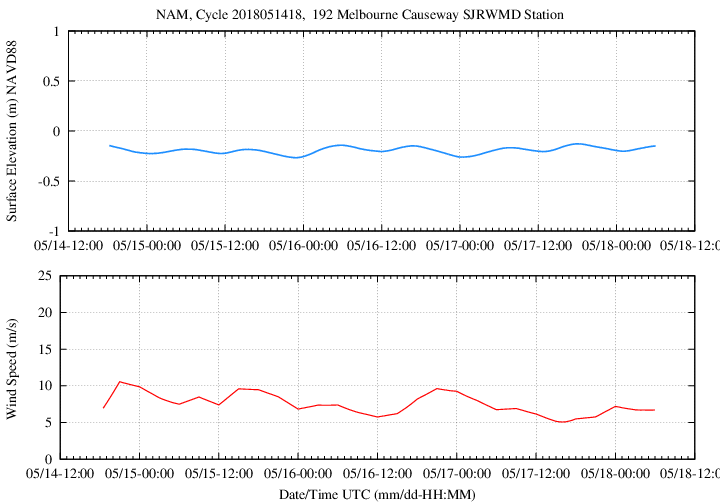 NAM, Cycle 2018051418,  192 Melbourne Causeway SJRWMD Station
Surface Elevation (m) NAVD88
1
0.5
0
-0.5
-1
05/14-12:00 05/15-00:00 05/15-12:00 05/16-00:00 05/16-12:00 05/17-00:00 05/17-12:00 05/18-00:00 05/18-12:0
Wind Speed (m/s)
25
20
15
10
5
0
05/14-12:00 05/15-00:00 05/15-12:00 05/16-00:00 05/16-12:00 05/17-00:00 05/17-12:00 05/18-00:00 05/18-12:0
Date/Time UTC (mm/dd-HH:MM)